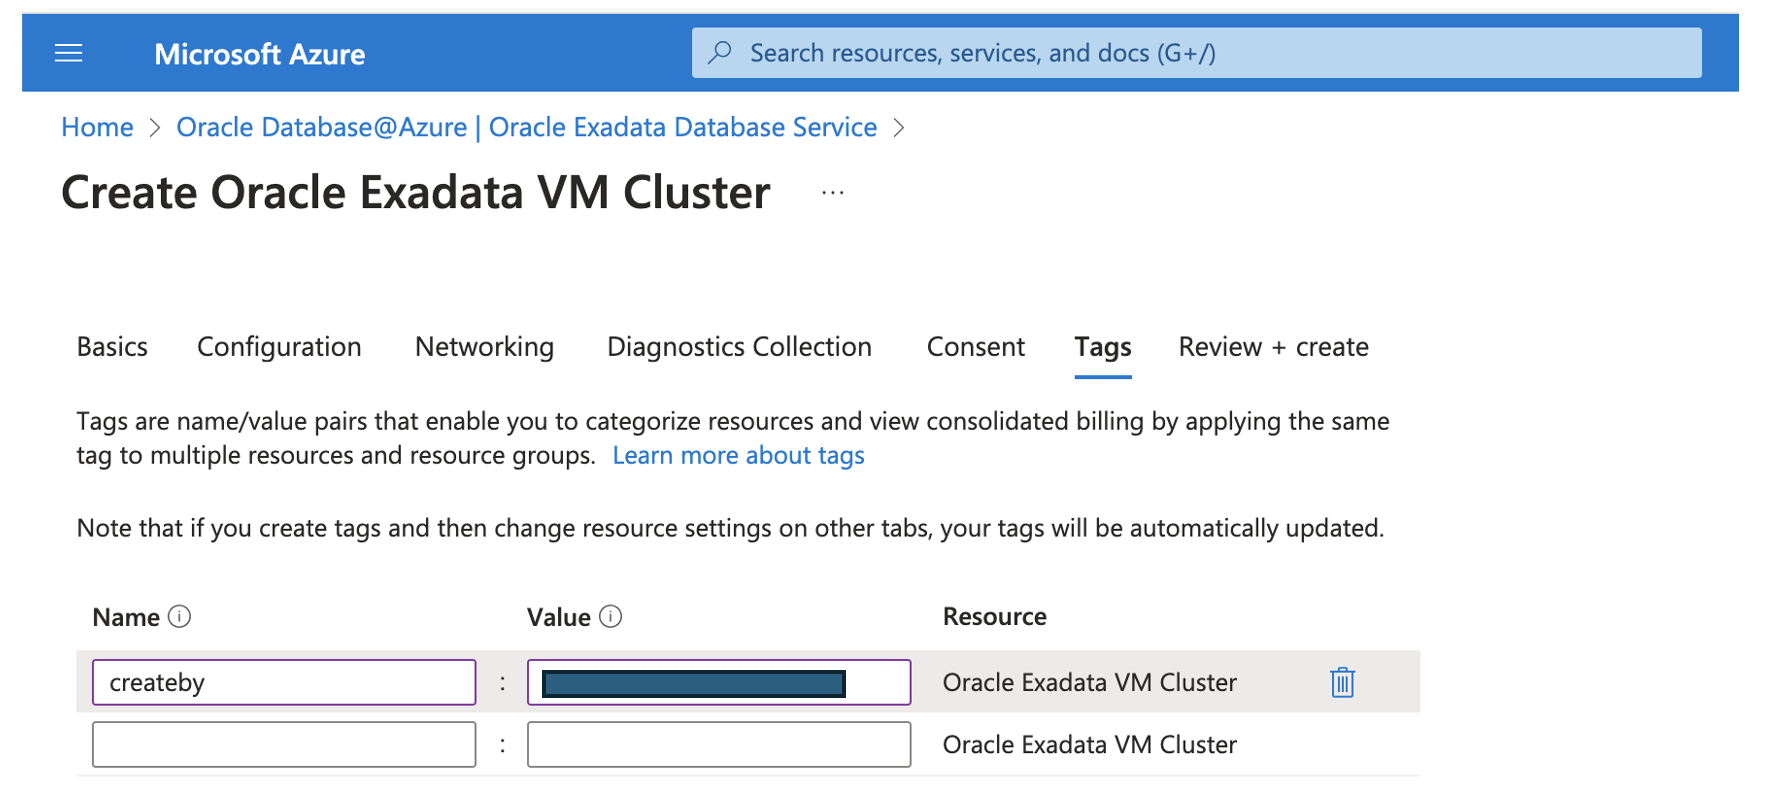 Microsoft Azure
Search resources, services, and docs (G+/)
Home > Oracle Database@Azure | Oracle Exadata Database Service >
Create Oracle Exadata VM Cluster ...
Basics Configuration Networking Diagnostics Collection Consent Tags Review + create
Tags are name/value pairs that enable you to categorize resources and view consolidated billing by applying the same
tag to multiple resources and resource groups. Learn more about tags
Note that if you create tags and then change resource settings on other tabs, your tags will be automatically updated.
Name Value Resource
createby : Oracle Exadata VM Cluster
: Oracle Exadata VM Cluster